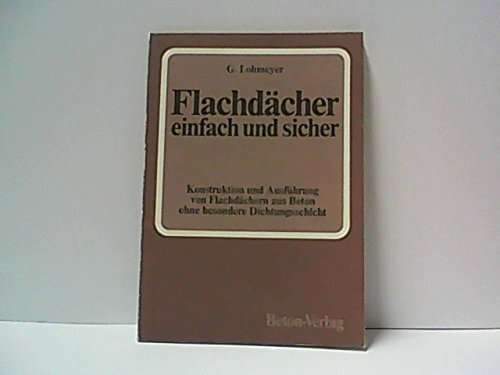 G. Lohmeyer
Flachdächer
einfach und sicher
Konstruktion und Ausführung
von Flachdächern aus Beton
ohne besondere Dichtungsschicht
Beton-Verlag